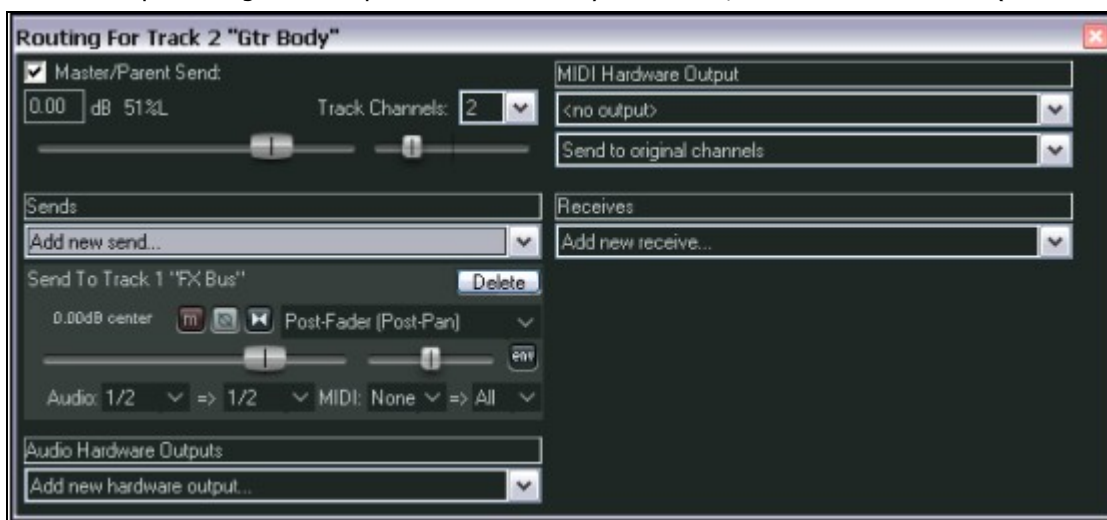 Routing For Track 2 "Gtr Body"
Master/Parent Send:
0.00 dB 51%L Track Channels: 2
MIDI Hardware Output
<no output>
Send to original channels
Sends
Add new send...
Send To Track 1 "FX Bus" Delete
0.00dB center m Post-Fader (Post-Pan)
env
Audio: 1/2 => 1/2 MIDI: None => All
Audio Hardware Outputs
Add new hardware output...
Receives
Add new receive...